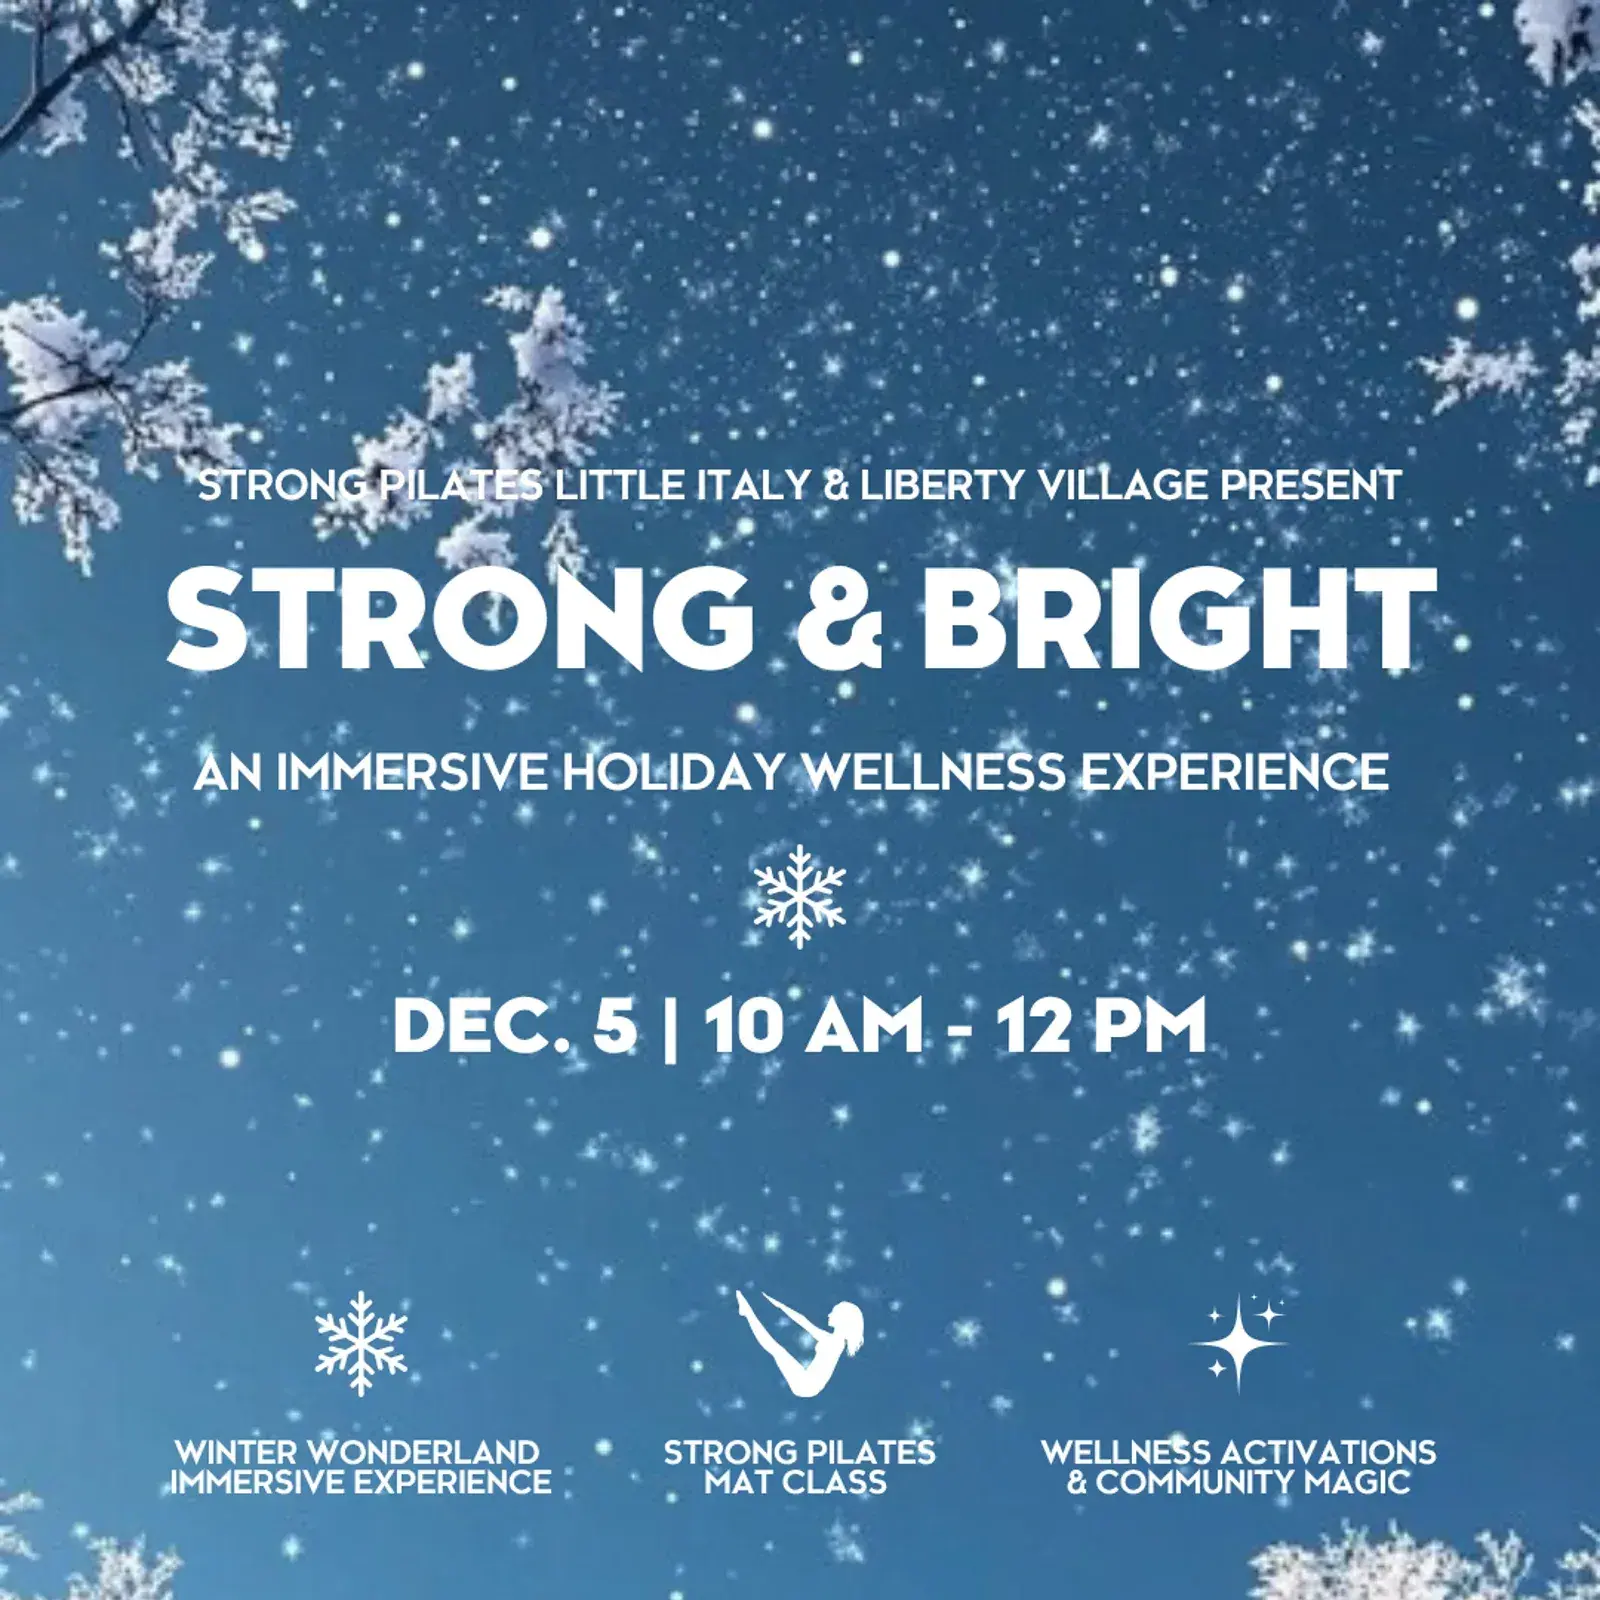 STRONG PILATES LITTLE ITALY & LIBERTY VILLAGE PRESENT
STRONG & BRIGHT
AN IMMERSIVE HOLIDAY WELLNESS EXPERIENCE
DEC. 5 | 10 AM - 12 PM
WINTER WONDERLAND
IMMERSIVE EXPERIENCE
STRONG PILATES
MAT CLASS
WELLNESS ACTIVATIONS
& COMMUNITY MAGIC